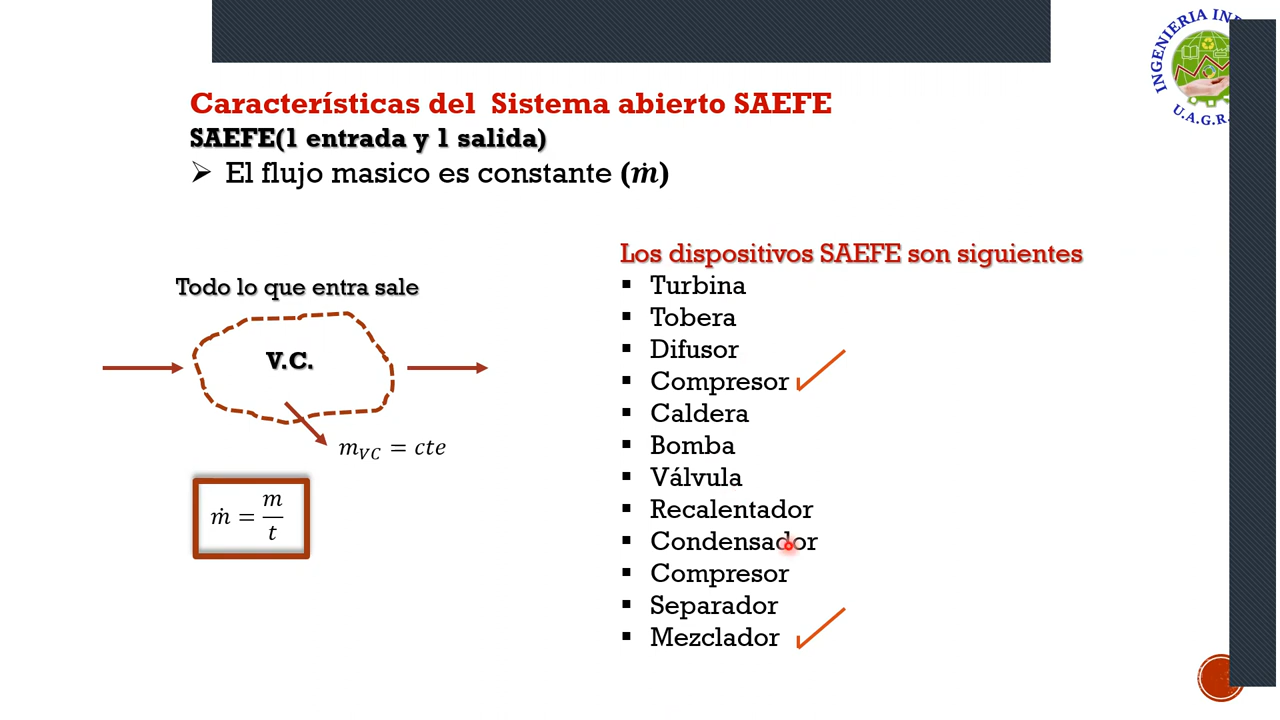 INGENIERIA IN
U.A.G.R.
Características del Sistema abierto SAEFE
SAEFE(1 entrada y 1 salida)
➢ El flujo masico es constante (ṁ)
Todo lo que entra sale
V.C.
m_VC = cte
ṁ = m/t
Los dispositivos SAEFE son siguientes
▪ Turbina
▪ Tobera
▪ Difusor
▪ Compresor
▪ Caldera
▪ Bomba
▪ Válvula
▪ Recalentador
▪ Condensador
▪ Compresor
▪ Separador
▪ Mezclador